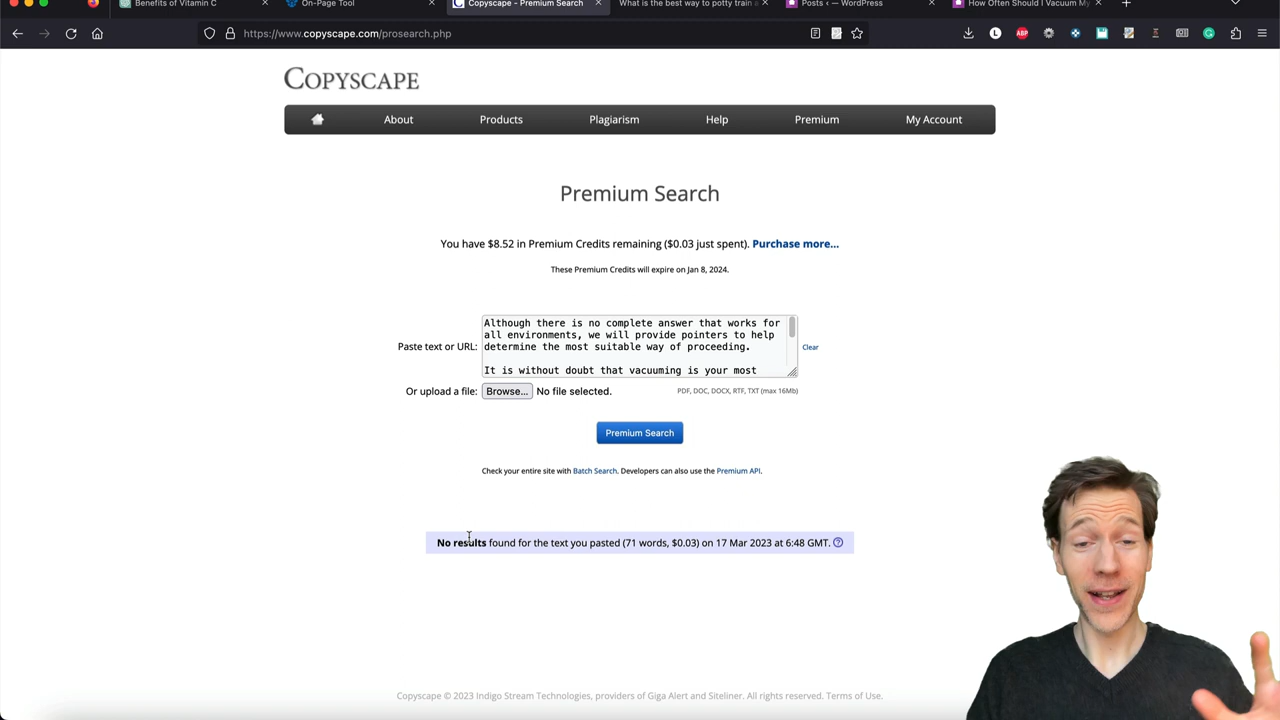 Benefits of Vitamin C
On-Page Tool
Copyscape - Premium Search
What is the best way to potty train a
Posts ‹ — WordPress
How Often Should I Vacuum My
https://www.copyscape.com/prosearch.php
COPYSCAPE
About
Products
Plagiarism
Help
Premium
My Account
Premium Search
You have $8.52 in Premium Credits remaining ($0.03 just spent). Purchase more...
These Premium Credits will expire on Jan 8, 2024.
Paste text or URL:
Although there is no complete answer that works for
all environments, we will provide pointers to help
determine the most suitable way of proceeding.
It is without doubt that vacuuming is your most
Clear
Or upload a file:
Browse... No file selected.
PDF, DOC, DOCX, RTF, TXT (max 16Mb)
Premium Search
Check your entire site with Batch Search. Developers can also use the Premium API.
No results found for the text you pasted (71 words, $0.03) on 17 Mar 2023 at 6:48 GMT. ?
Copyscape © 2023 Indigo Stream Technologies, providers of Giga Alert and Siteliner. All rights reserved. Terms of Use.